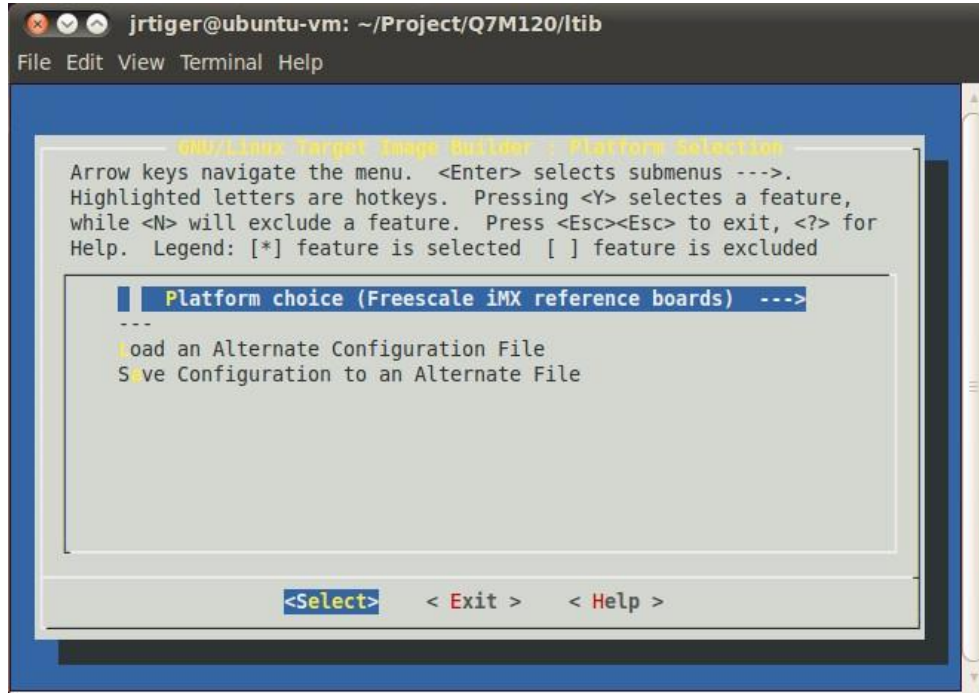 jrtiger@ubuntu-vm: ~/Project/Q7M120/ltib
File Edit View Terminal Help
GNU/Linux Target Image Builder : Platform Selection
Arrow keys navigate the menu. <Enter> selects submenus --->.
Highlighted letters are hotkeys. Pressing <Y> selectes a feature,
while <N> will exclude a feature. Press <Esc><Esc> to exit, <?> for
Help. Legend: [*] feature is selected [ ] feature is excluded
Platform choice (Freescale iMX reference boards) --->
---
Load an Alternate Configuration File
Save Configuration to an Alternate File
<Select> < Exit > < Help >